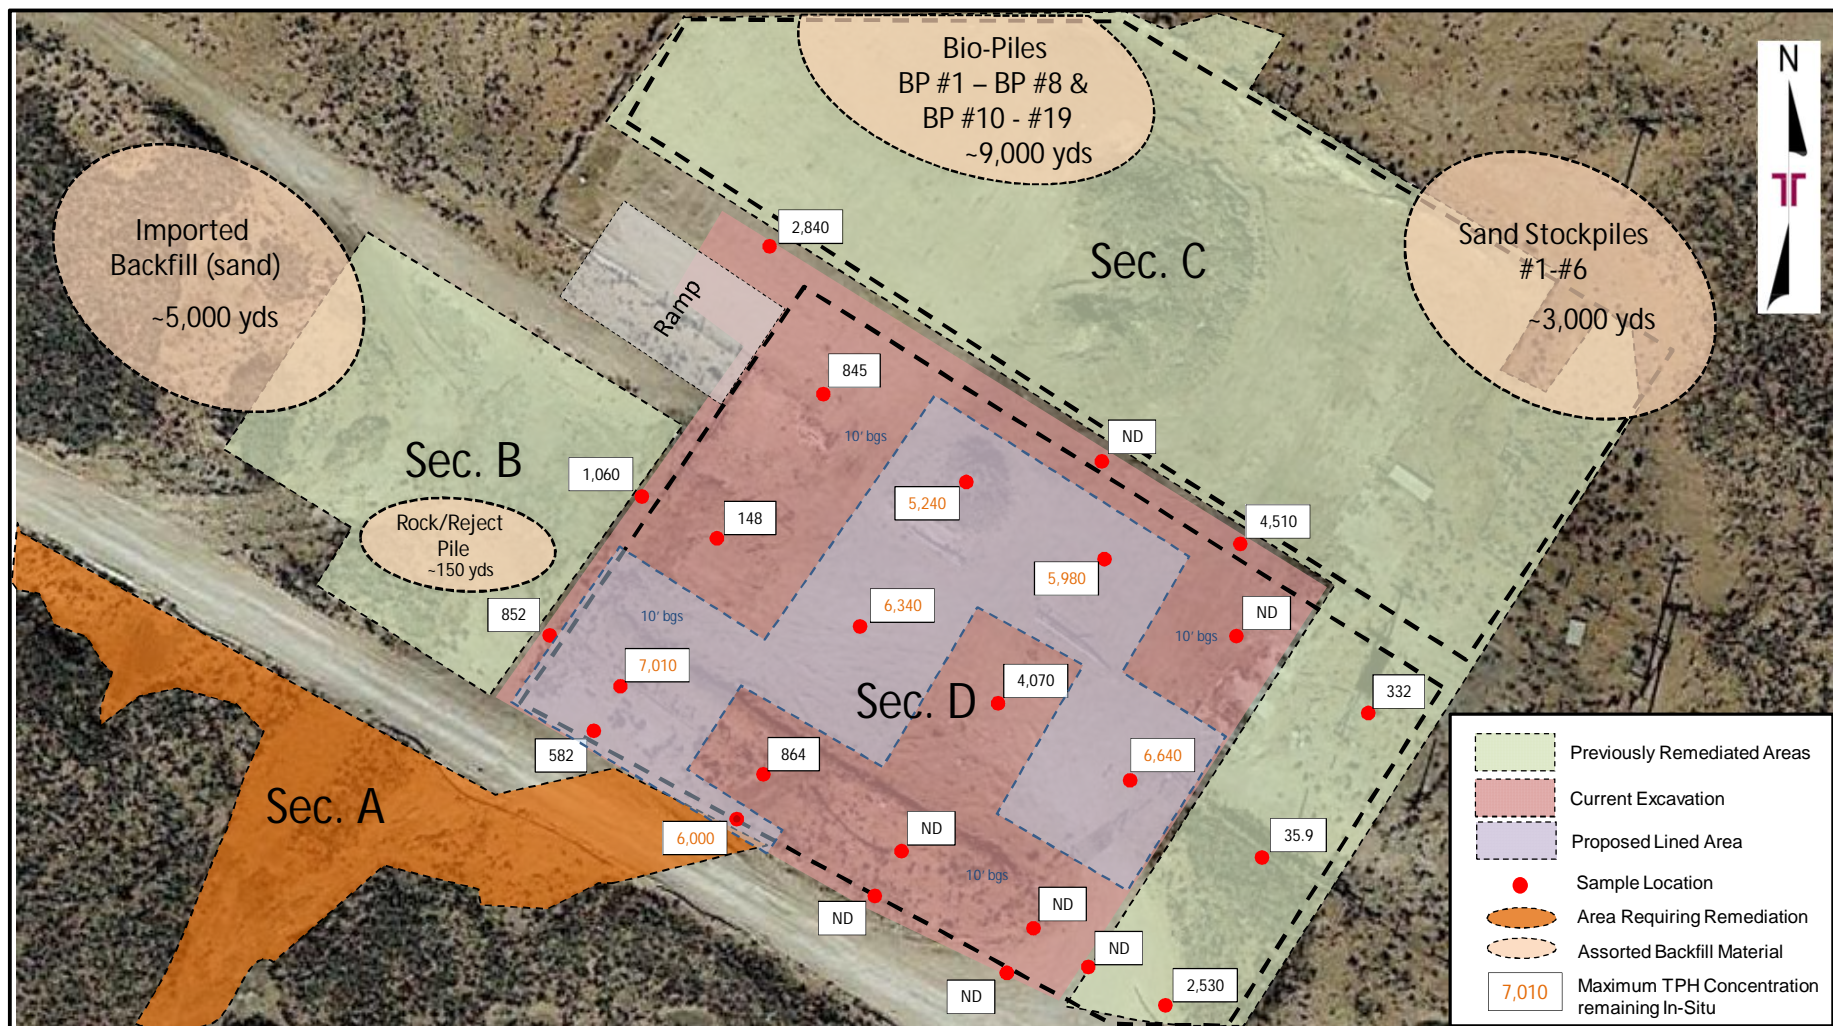 Bio-Piles
BP #1 – BP #8 &
BP #10 - #19
~9,000 yds
N
Imported
Backfill (sand)
~5,000 yds
2,840
Sec. C
Sand Stockpiles
#1-#6
~3,000 yds
Ramp
845
10' bgs
ND
Sec. B
1,060
5,240
148
4,510
Rock/Reject
Pile
~150 yds
5,980
852
10' bgs
6,340
ND
10' bgs
7,010
4,070
Sec. D
332
582
864
6,640
Sec. A
6,000
ND
35.9
10' bgs
ND
ND
ND
ND
2,530
Previously Remediated Areas
Current Excavation
Proposed Lined Area
Sample Location
Area Requiring Remediation
Assorted Backfill Material
7,010
Maximum TPH Concentration
remaining In-Situ